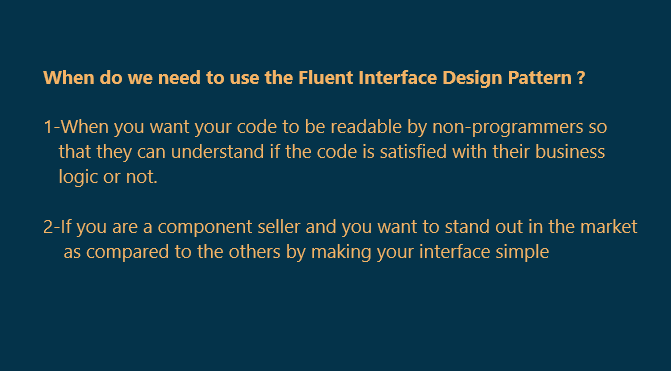 When do we need to use the Fluent Interface Design Pattern ?
1-When you want your code to be readable by non-programmers so
that they can understand if the code is satisfied with their business
logic or not.
2-If you are a component seller and you want to stand out in the market
as compared to the others by making your interface simple